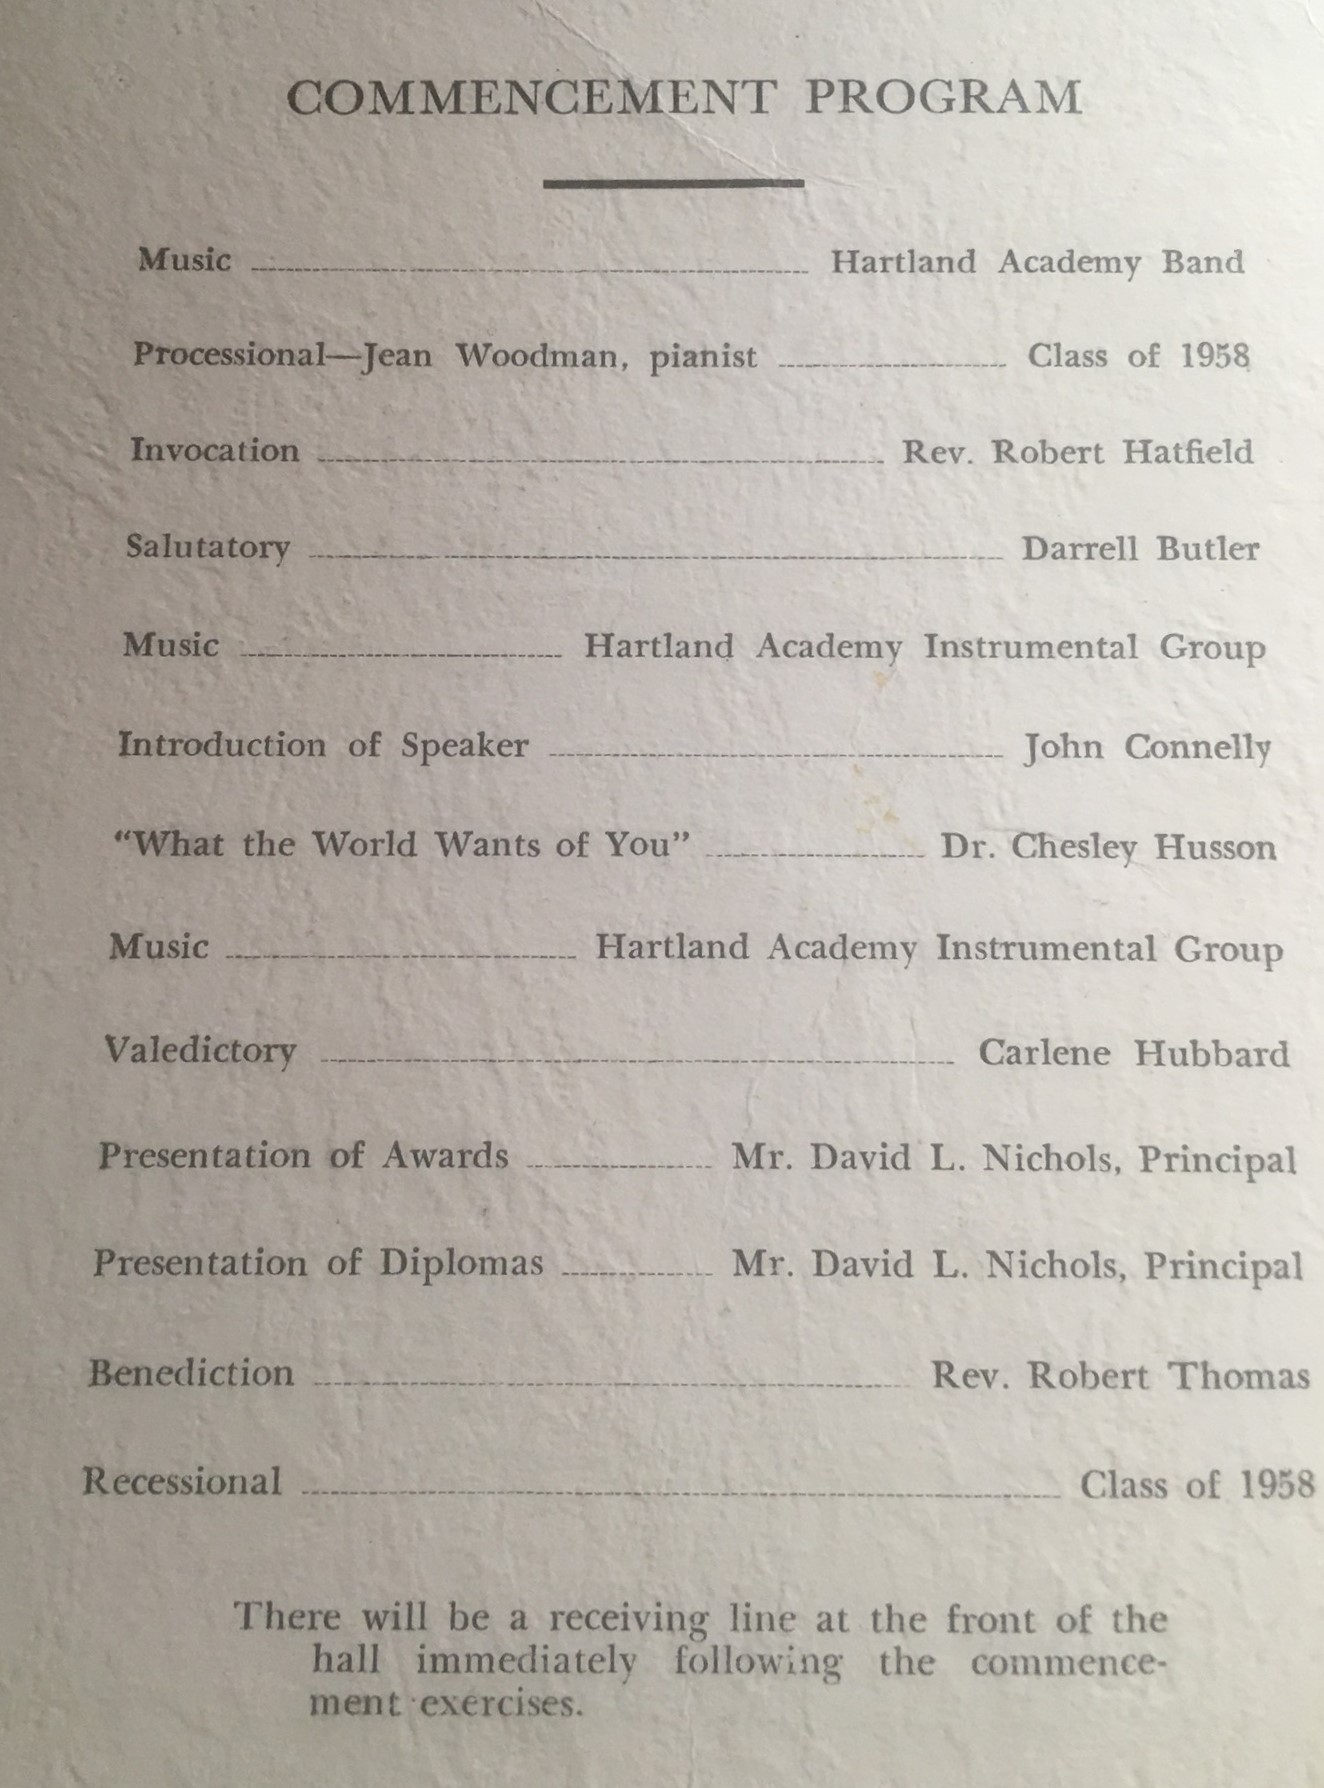 COMMENCEMENT PROGRAM
Music ........ Hartland Academy Band
Processional—Jean Woodman, pianist ........ Class of 1958
Invocation ........ Rev. Robert Hatfield
Salutatory ........ Darrell Butler
Music ........ Hartland Academy Instrumental Group
Introduction of Speaker ........ John Connelly
“What the World Wants of You” ........ Dr. Chesley Husson
Music ........ Hartland Academy Instrumental Group
Valedictory ........ Carlene Hubbard
Presentation of Awards ........ Mr. David L. Nichols, Principal
Presentation of Diplomas ........ Mr. David L. Nichols, Principal
Benediction ........ Rev. Robert Thomas
Recessional ........ Class of 1958
There will be a receiving line at the front of the
hall immediately following the commence-
ment exercises.